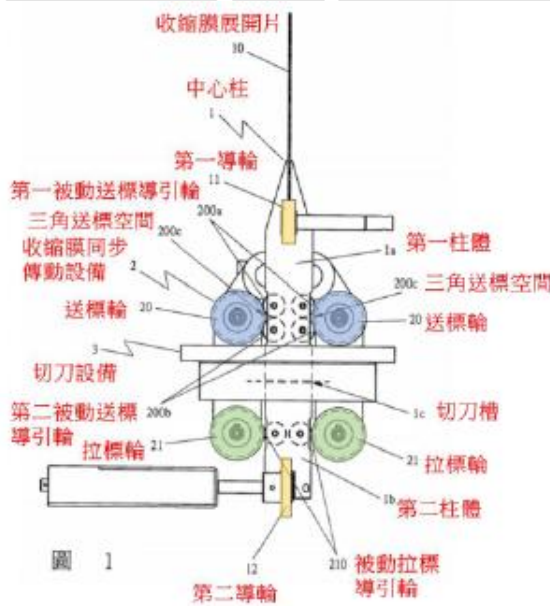 收縮膜展開片
10
中心柱
1
第一導輪
11
第一被動送標導引輪
200a
三角送標空間
200c
收縮膜同步
傳動設備
2
1a
第一柱體
200c
三角送標空間
送標輪
20
20
送標輪
3
切刀設備
第二被動送標
導引輪
200b
1c
切刀槽
拉標輪
21
21
拉標輪
1b
第二柱體
12
第二導輪
210
被動拉標
導引輪
圖 1